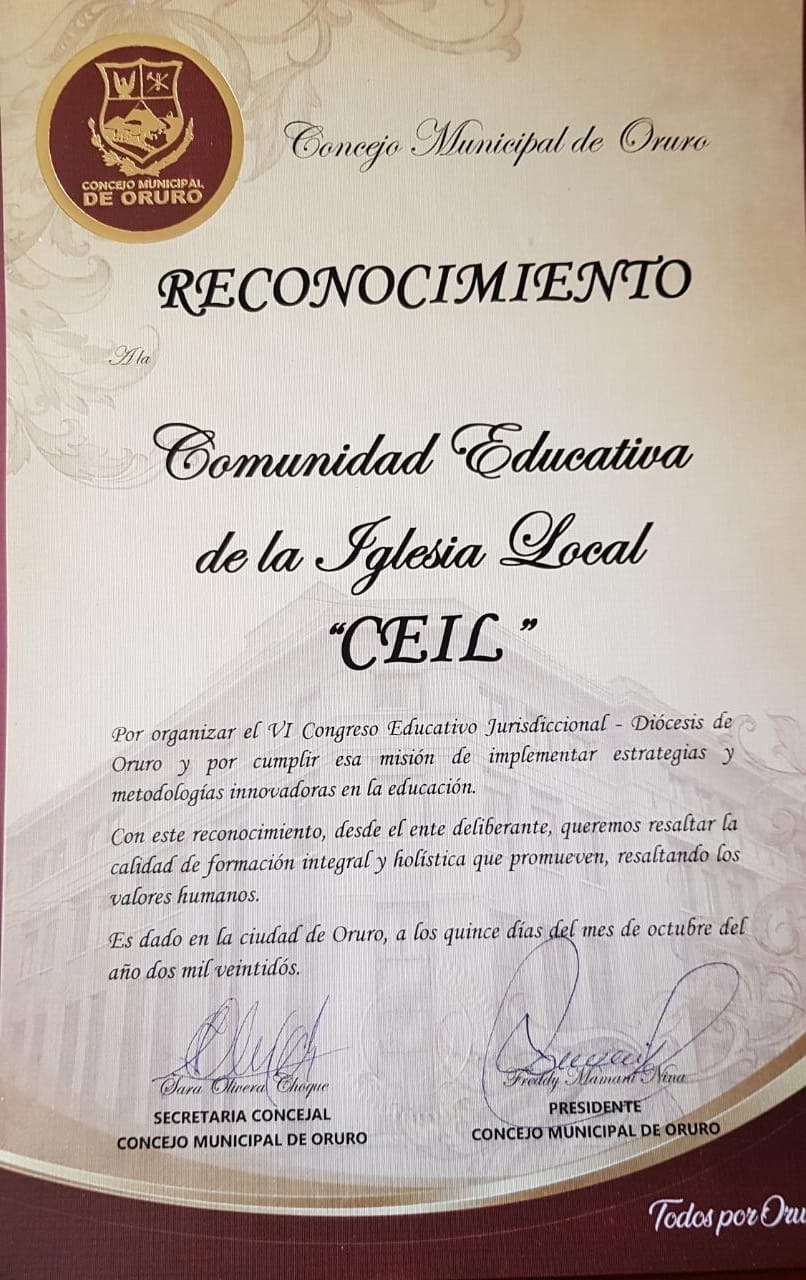 CONCEJO MUNICIPAL
DE ORURO
Concejo Municipal de Oruro
RECONOCIMIENTO
A la
Comunidad Educativa
de la Iglesia Local
“CEIL”
Por organizar el VI Congreso Educativo Jurisdiccional - Diócesis de
Oruro y por cumplir esa misión de implementar estrategias y
metodologías innovadoras en la educación.
Con este reconocimiento, desde el ente deliberante, queremos resaltar la
calidad de formación integral y holística que promueven, resaltando los
valores humanos.
Es dado en la ciudad de Oruro, a los quince días del mes de octubre del
año dos mil veintidós.
Sara Olivera Choque
SECRETARIA CONCEJAL
CONCEJO MUNICIPAL DE ORURO
Freddy Mamani Nina
PRESIDENTE
CONCEJO MUNICIPAL DE ORURO
Todos por Oru